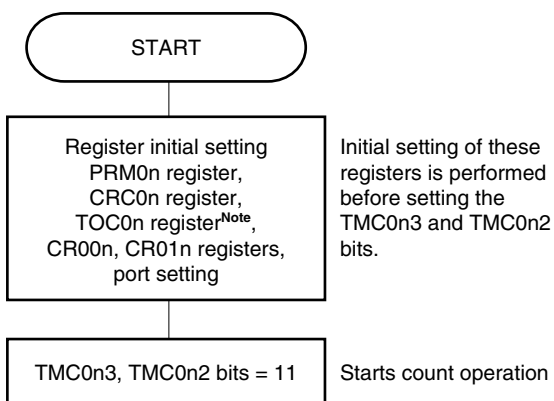 START
Register initial setting
PRM0n register,
CRC0n register,
TOC0n register^Note,
CR00n, CR01n registers,
port setting
Initial setting of these
registers is performed
before setting the
TMC0n3 and TMC0n2
bits.
TMC0n3, TMC0n2 bits = 11
Starts count operation